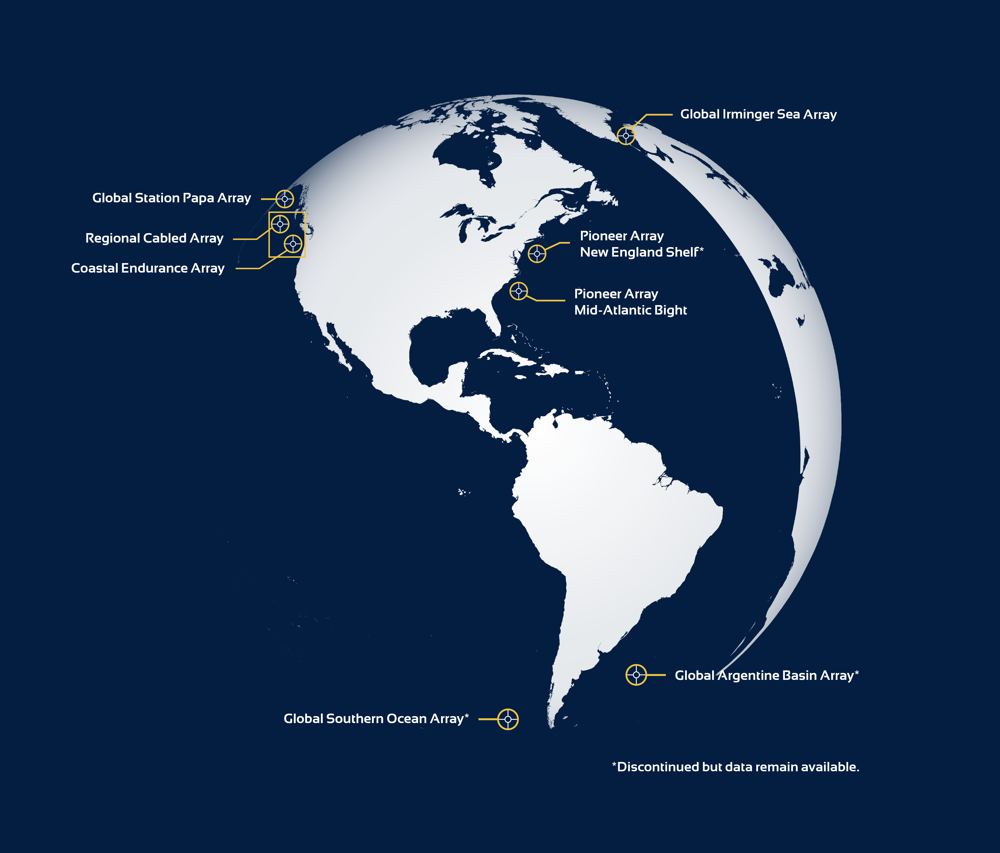 Global Irminger Sea Array
Global Station Papa Array
Regional Cabled Array
Coastal Endurance Array
Pioneer Array
New England Shelf*
Pioneer Array
Mid-Atlantic Bight
Global Argentine Basin Array*
Global Southern Ocean Array*
*Discontinued but data remain available.